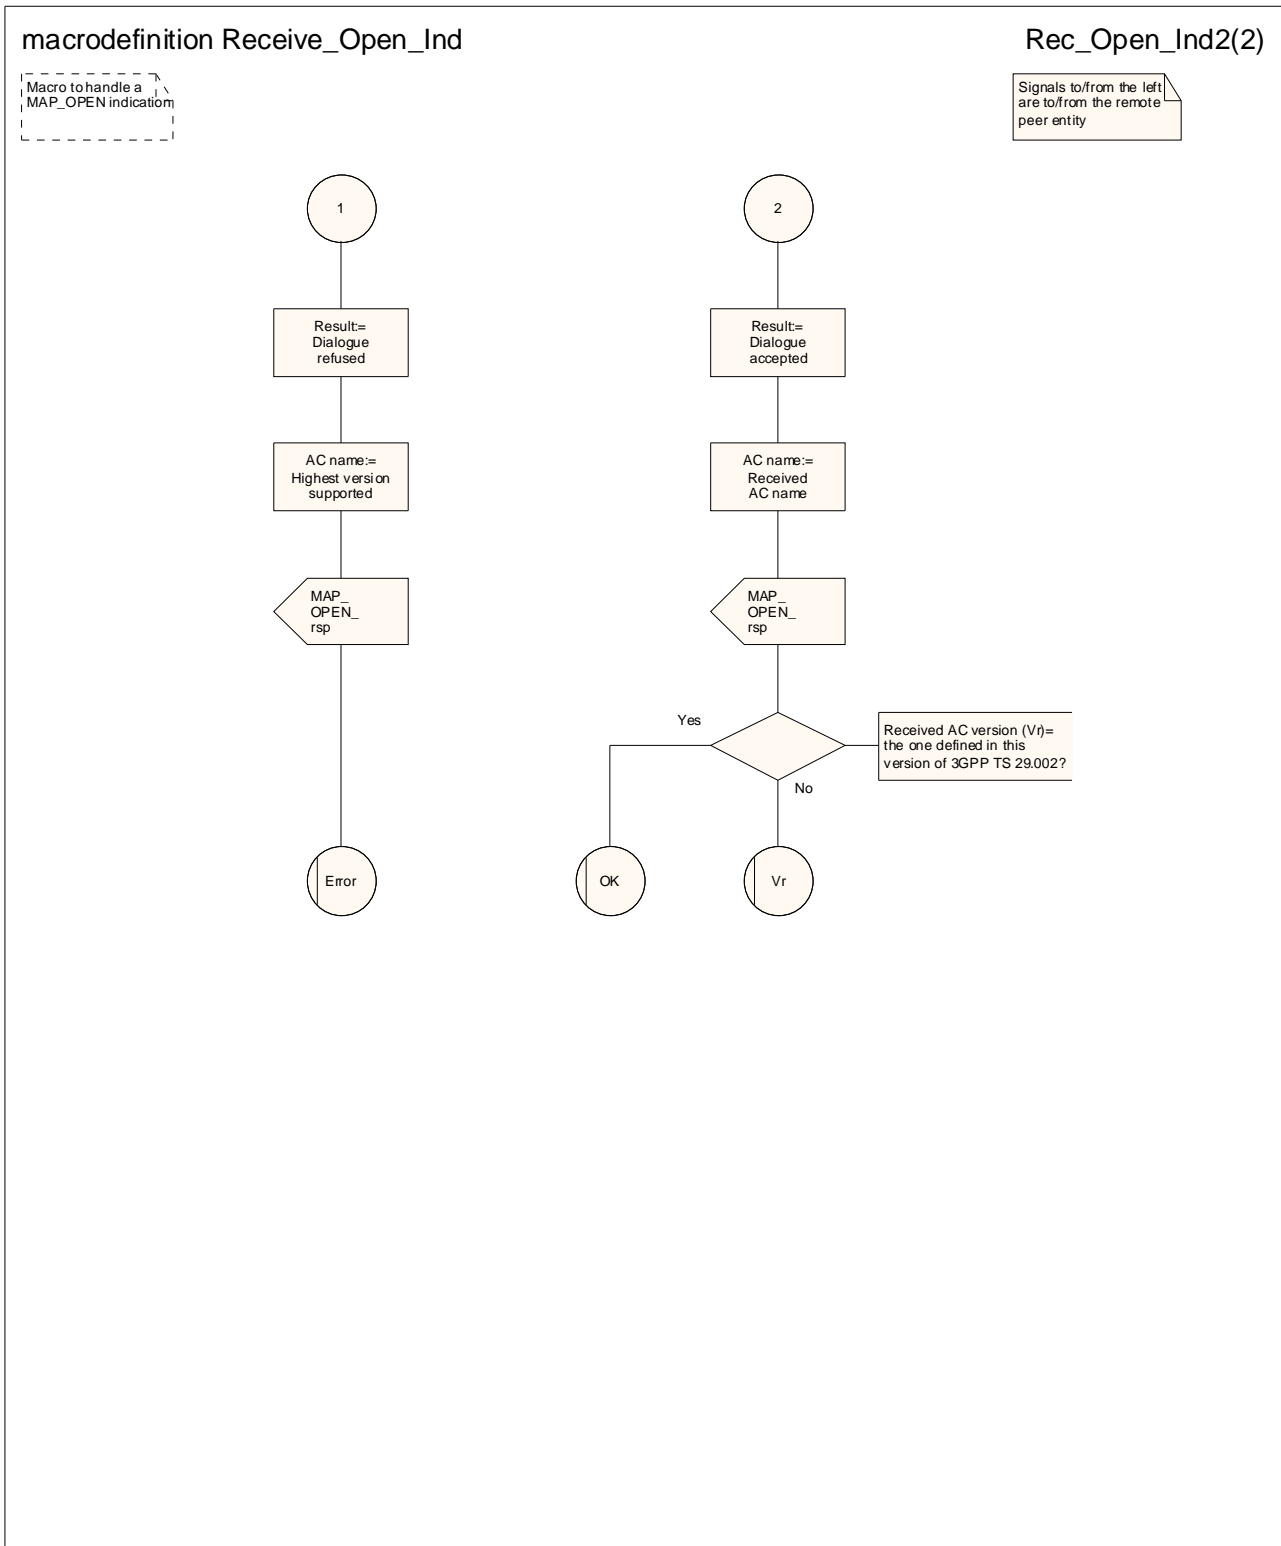 macrodefinition Receive_Open_Ind
Rec_Open_Ind2(2)
Macro to handle a
MAP_OPEN indication
Signals to/from the left
are to/from the remote
peer entity
1
2
Result:=
Dialogue
refused
Result:=
Dialogue
accepted
AC name:=
Highest version
supported
AC name:=
Received
AC name
MAP_
OPEN_
rsp
MAP_
OPEN_
rsp
Yes
Received AC version (Vr)=
the one defined in this
version of 3GPP TS 29.002?
No
Error
OK
Vr